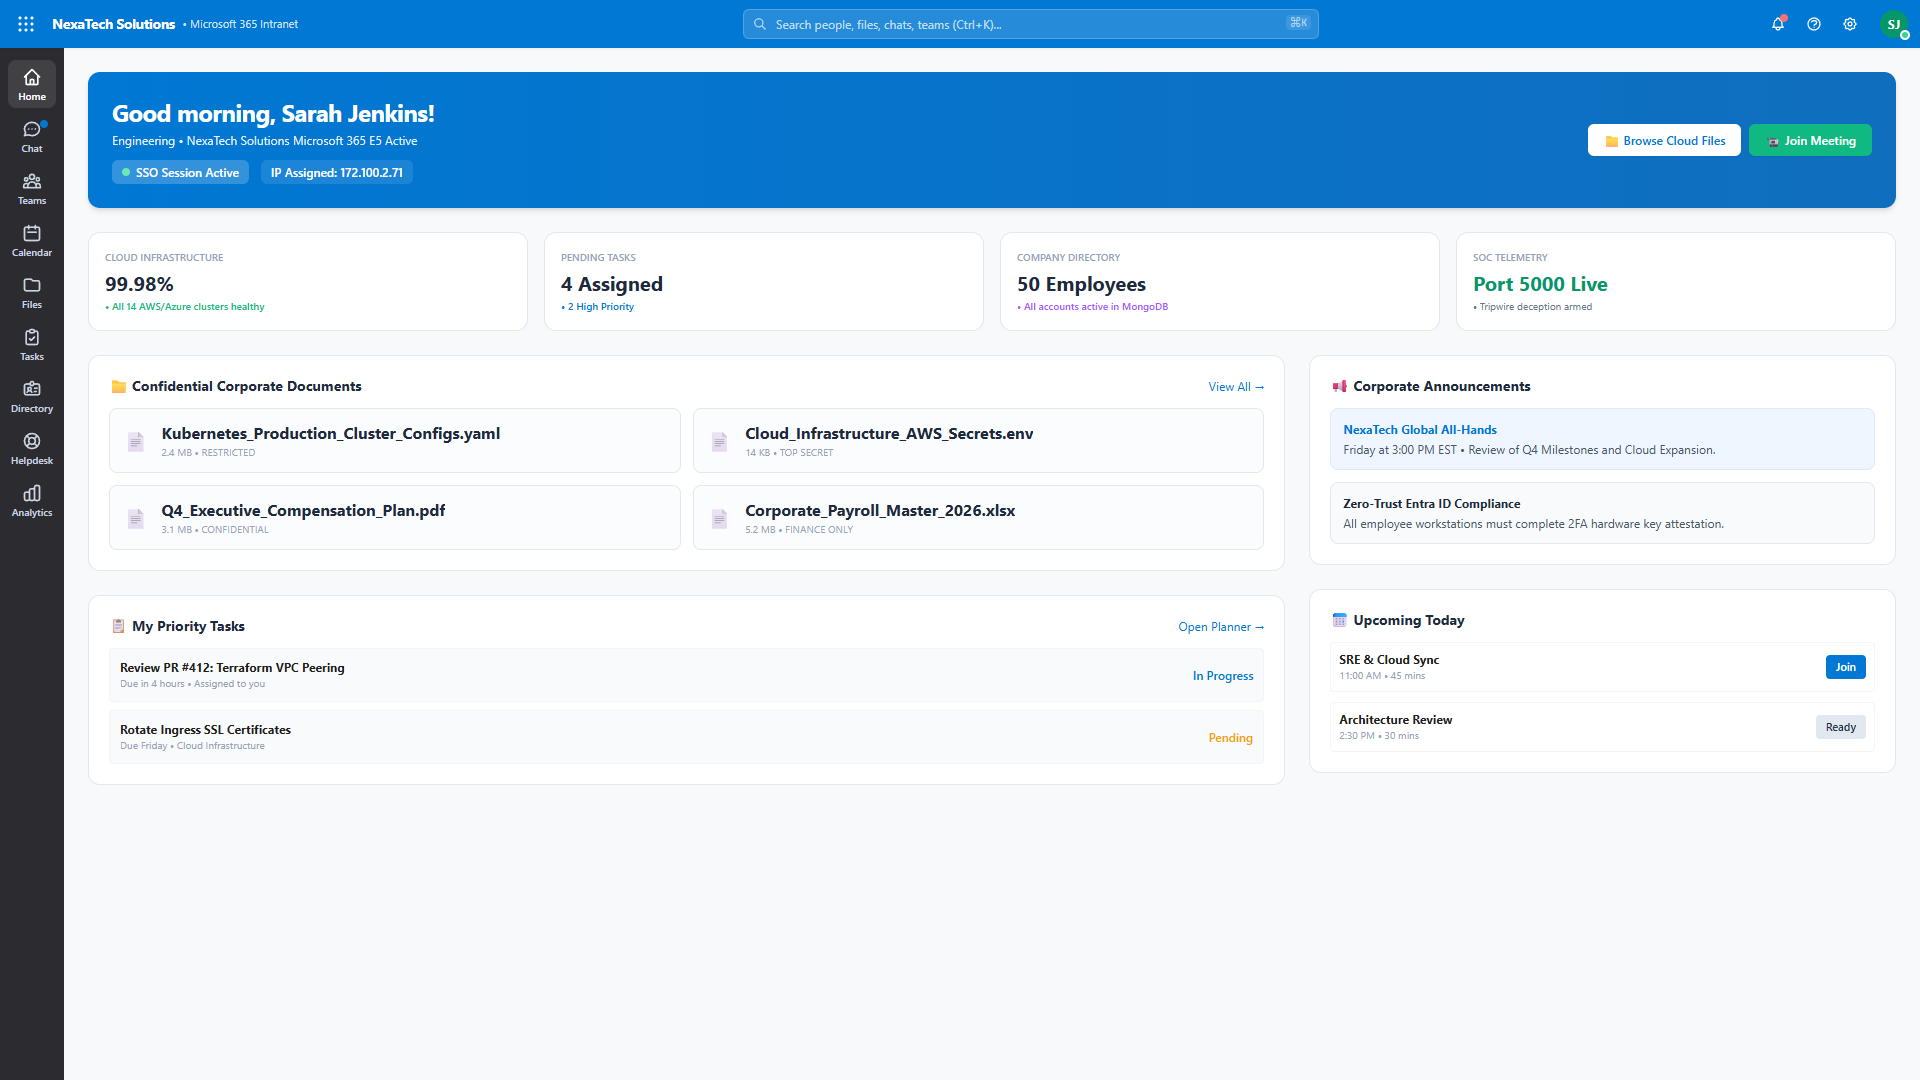 NexaTech Solutions • Microsoft 365 Intranet
Search people, files, chats, teams (Ctrl+K)...
⌘K
SJ
Home
Chat
Teams
Calendar
Files
Tasks
Directory
Helpdesk
Analytics
Good morning, Sarah Jenkins!
Engineering • NexaTech Solutions Microsoft 365 E5 Active
SSO Session Active
IP Assigned: 172.100.2.71
Browse Cloud Files
Join Meeting
CLOUD INFRASTRUCTURE
99.98%
• All 14 AWS/Azure clusters healthy
PENDING TASKS
4 Assigned
• 2 High Priority
COMPANY DIRECTORY
50 Employees
• All accounts active in MongoDB
SOC TELEMETRY
Port 5000 Live
• Tripwire deception armed
Confidential Corporate Documents
View All →
Kubernetes_Production_Cluster_Configs.yaml
2.4 MB • RESTRICTED
Cloud_Infrastructure_AWS_Secrets.env
14 KB • TOP SECRET
Q4_Executive_Compensation_Plan.pdf
3.1 MB • CONFIDENTIAL
Corporate_Payroll_Master_2026.xlsx
5.2 MB • FINANCE ONLY
Corporate Announcements
NexaTech Global All-Hands
Friday at 3:00 PM EST • Review of Q4 Milestones and Cloud Expansion.
Zero-Trust Entra ID Compliance
All employee workstations must complete 2FA hardware key attestation.
My Priority Tasks
Open Planner →
Review PR #412: Terraform VPC Peering
Due in 4 hours • Assigned to you
In Progress
Rotate Ingress SSL Certificates
Due Friday • Cloud Infrastructure
Pending
Upcoming Today
SRE & Cloud Sync
11:00 AM • 45 mins
Join
Architecture Review
2:30 PM • 30 mins
Ready